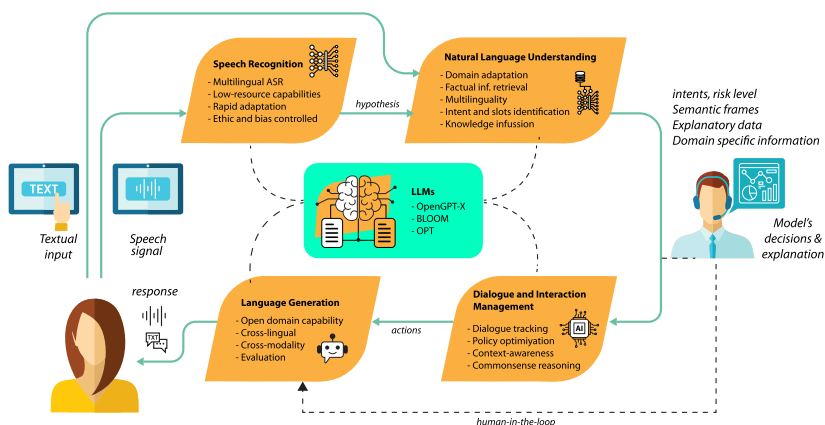 Speech Recognition
- Multilingual ASR
- Low-resource capabilities
- Rapid adaptation
- Ethic and bias controlled
hypothesis
Natural Language Understanding
- Domain adaptation
- Factual inf. retrieval
- Multilinguality
- Intent and slots identification
- Knowledge infussion
intents, risk level
Semantic frames
Explanatory data
Domain specific information
TEXT
Textual
input
Speech
signal
LLMs
- OpenGPT-X
- BLOOM
- OPT
Model's
decisions &
explanation
response
TXT
Language Generation
- Open domain capability
- Cross-lingual
- Cross-modality
- Evaluation
actions
Dialogue and Interaction
Management
- Dialogue tracking
- Policy optimiyation
- Context-awareness
- Commonsense reasoning
AI
human-in-the-loop